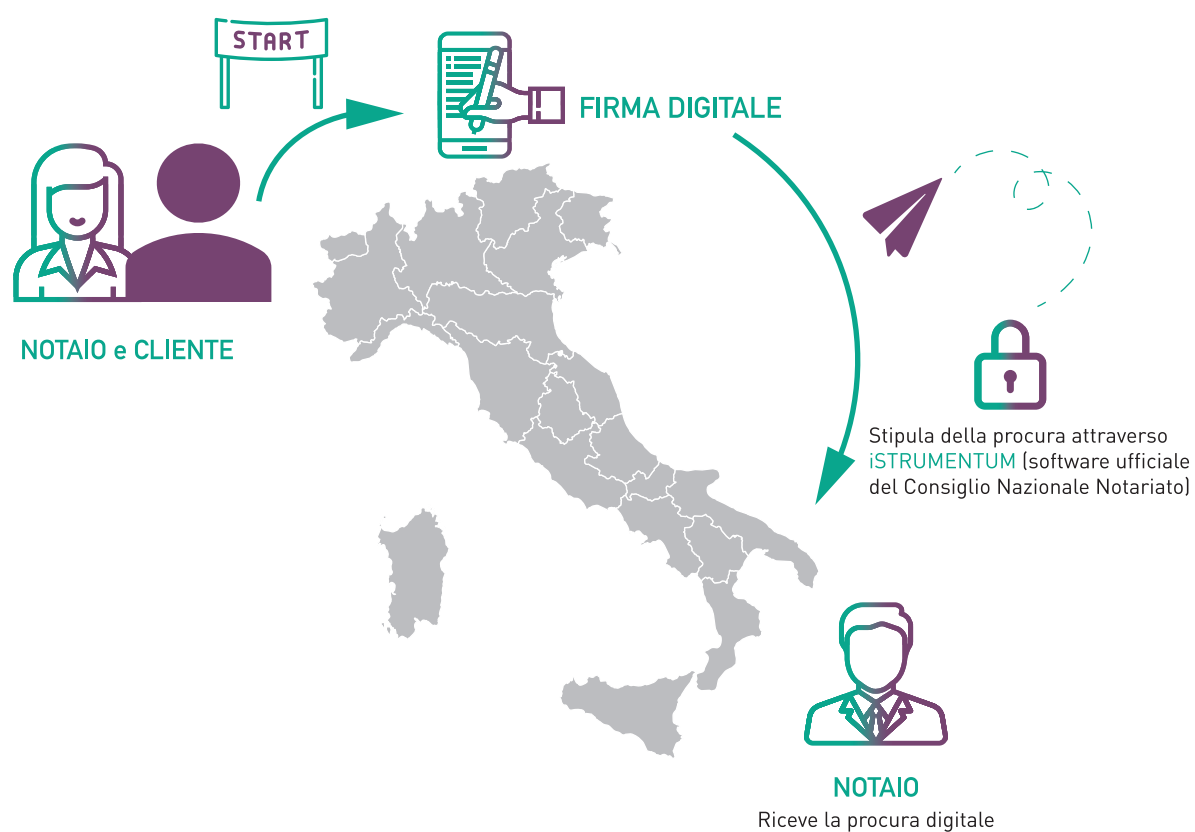 START
FIRMA DIGITALE
NOTAIO e CLIENTE
Stipula della procura attraverso
iSTRUMENTUM (software ufficiale
del Consiglio Nazionale Notariato)
NOTAIO
Riceve la procura digitale